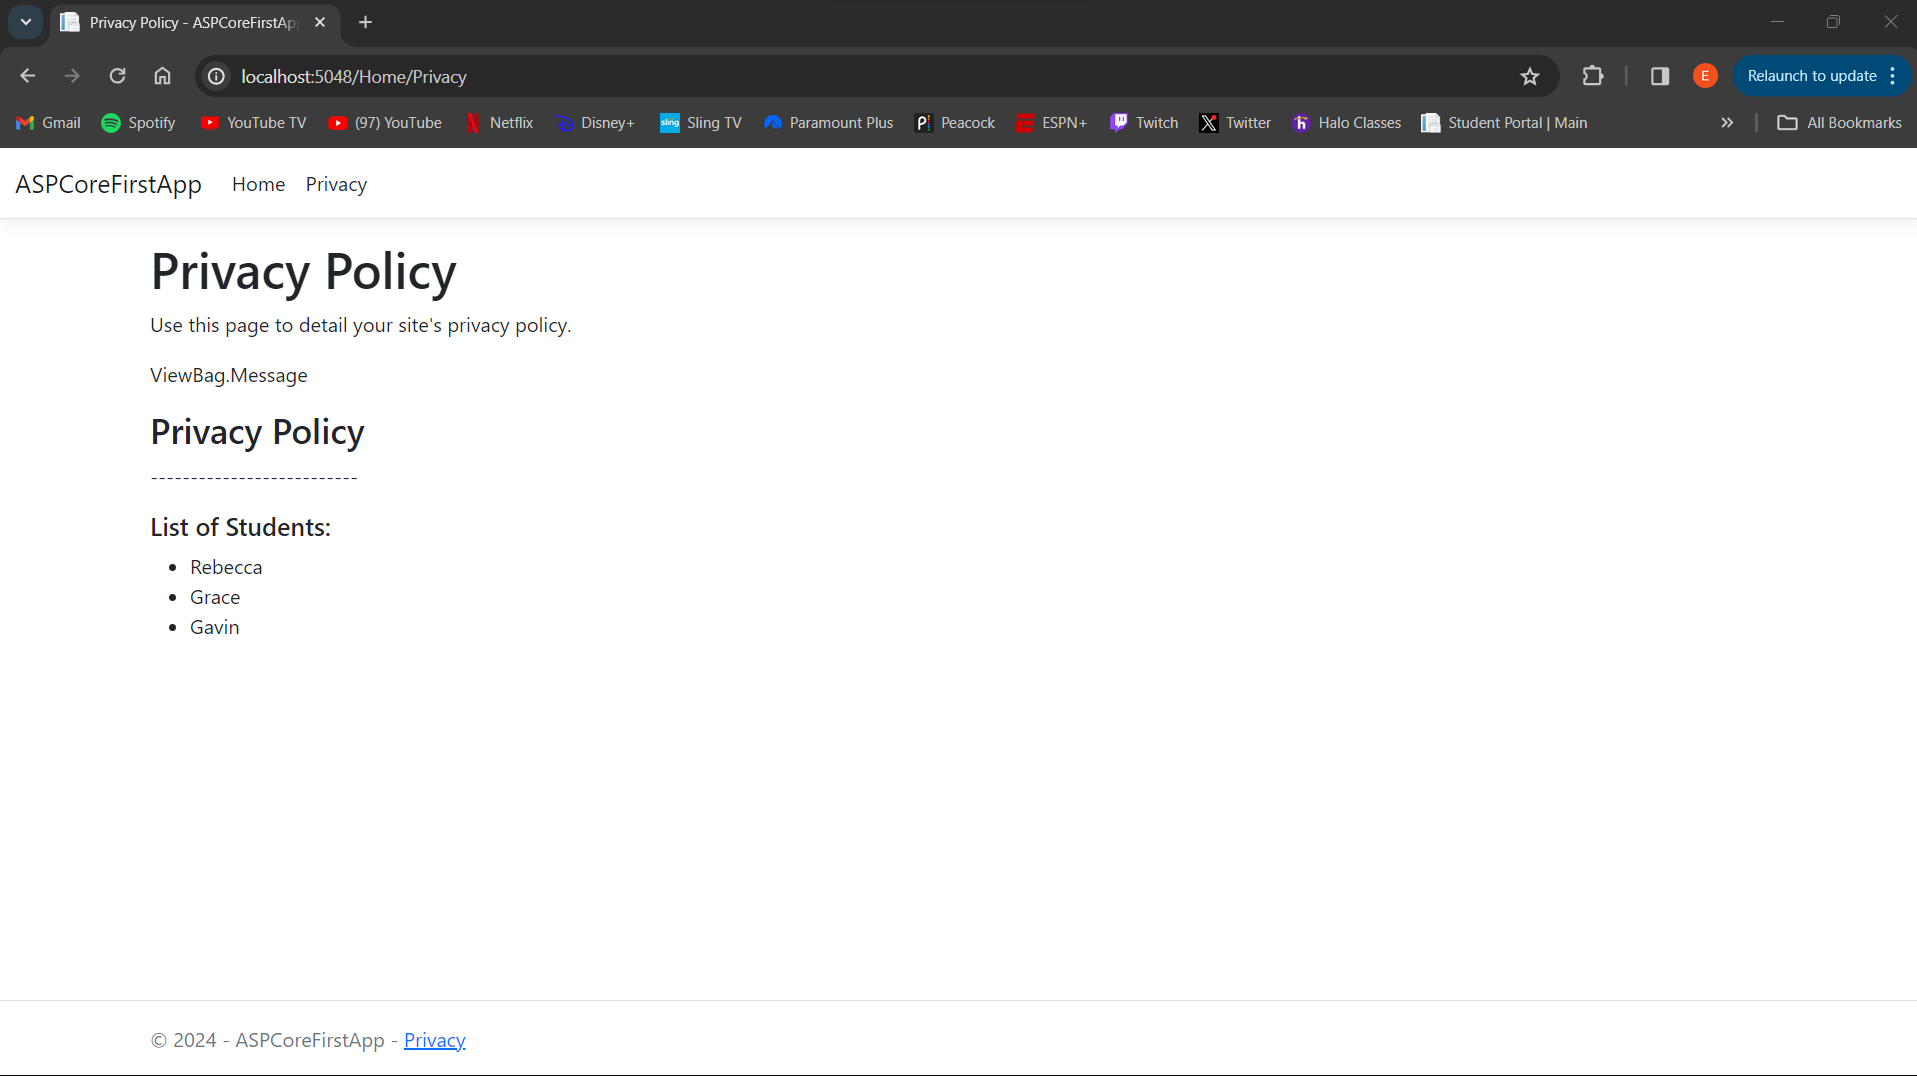 Privacy Policy - ASPCoreFirstAp
localhost:5048/Home/Privacy
E
Relaunch to update
Gmail Spotify YouTube TV (97) YouTube Netflix Disney+ sling Sling TV Paramount Plus Peacock ESPN+ Twitch Twitter Halo Classes Student Portal | Main » All Bookmarks
ASPCoreFirstApp Home Privacy
Privacy Policy
Use this page to detail your site's privacy policy.
ViewBag.Message
Privacy Policy
--------------------------
List of Students:
• Rebecca
• Grace
• Gavin
© 2024 - ASPCoreFirstApp - Privacy